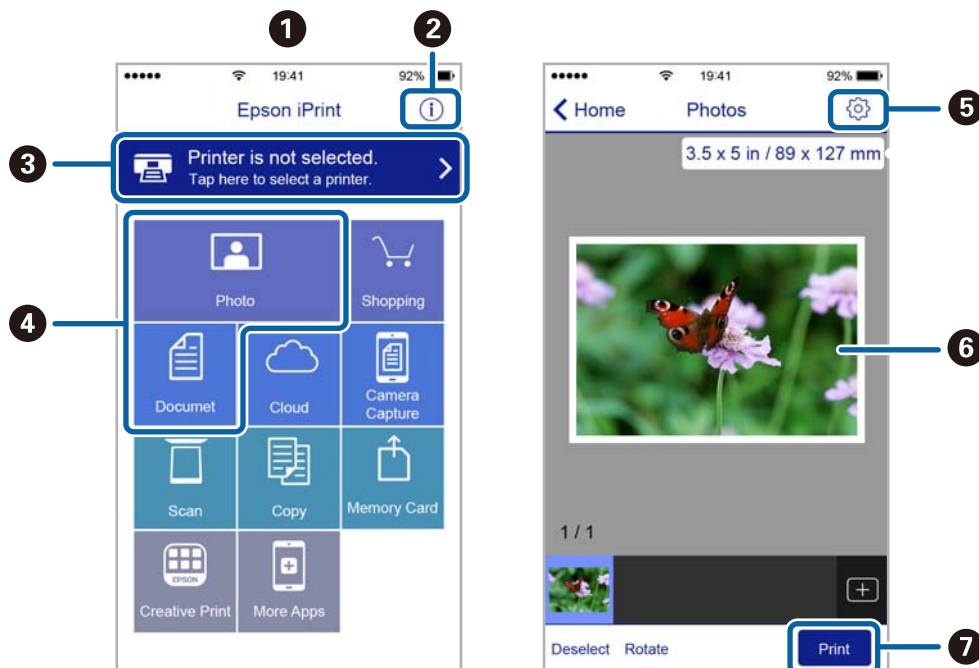 1
2
19:41
92%
Epson iPrint
3
Printer is not selected.
Tap here to select a printer.
4
Photo
Shopping
Documet
Cloud
Camera
Capture
Scan
Copy
Memory Card
EPSON
Creative Print
More Apps
19:41
92%
Home
Photos
5
3.5 x 5 in / 89 x 127 mm
6
1 / 1
Deselect
Rotate
Print
7